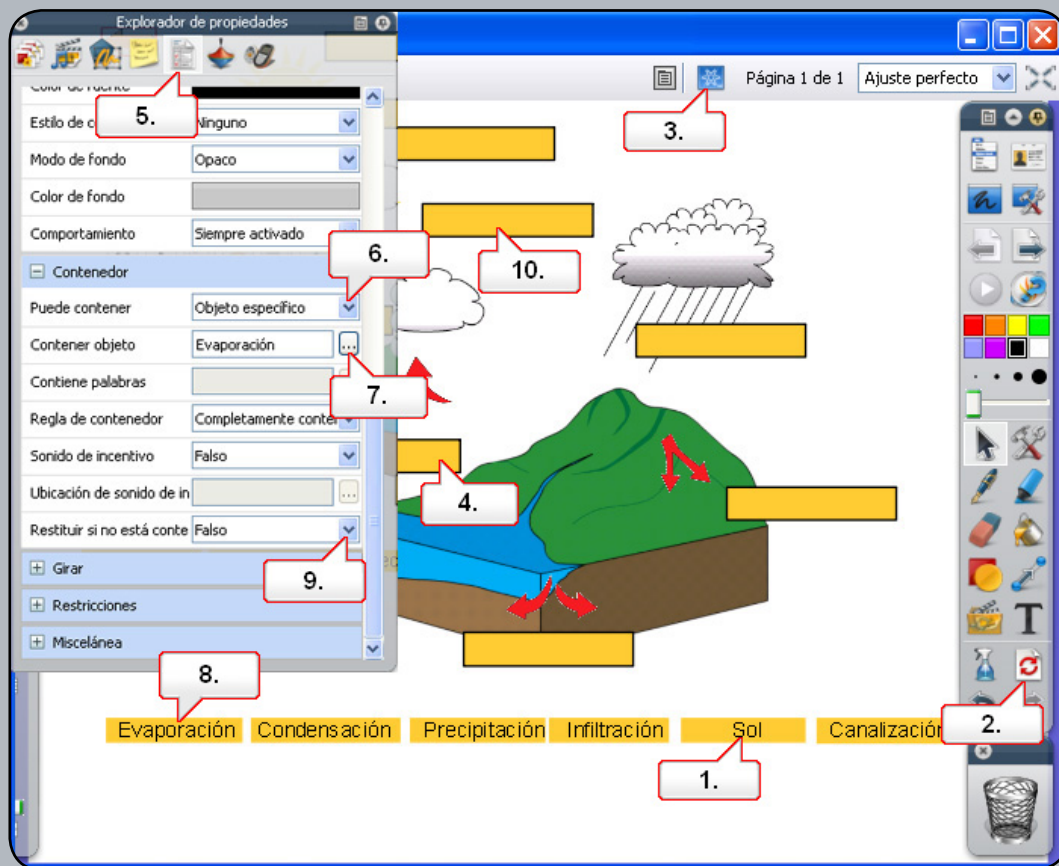 Explorador de propiedades
5.
Estilo de c Ninguno
Modo de fondo Opaco
Color de fondo
Comportamiento Siempre activado
Contenedor
Puede contener Objeto específico
Contener objeto Evaporación ...
Contiene palabras
Regla de contenedor Completamente conte
Sonido de incentivo Falso
Ubicación de sonido de in ...
Restituir si no está conte Falso
Girar
Restricciones
Miscelánea
6.
7.
9.
8.
Página 1 de 1 Ajuste perfecto
3.
10.
4.
T
2.
Evaporación Condensación Precipitación Infiltración Sol Canalización
1.